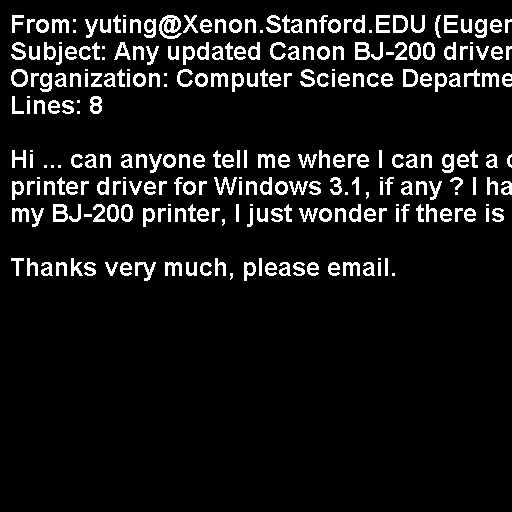 From: yuting@Xenon.Stanford.EDU (Eugen
Subject: Any updated Canon BJ-200 driver
Organization: Computer Science Departme
Lines: 8
Hi ... can anyone tell me where I can get a
printer driver for Windows 3.1, if any ? I ha
my BJ-200 printer, I just wonder if there is
Thanks very much, please email.